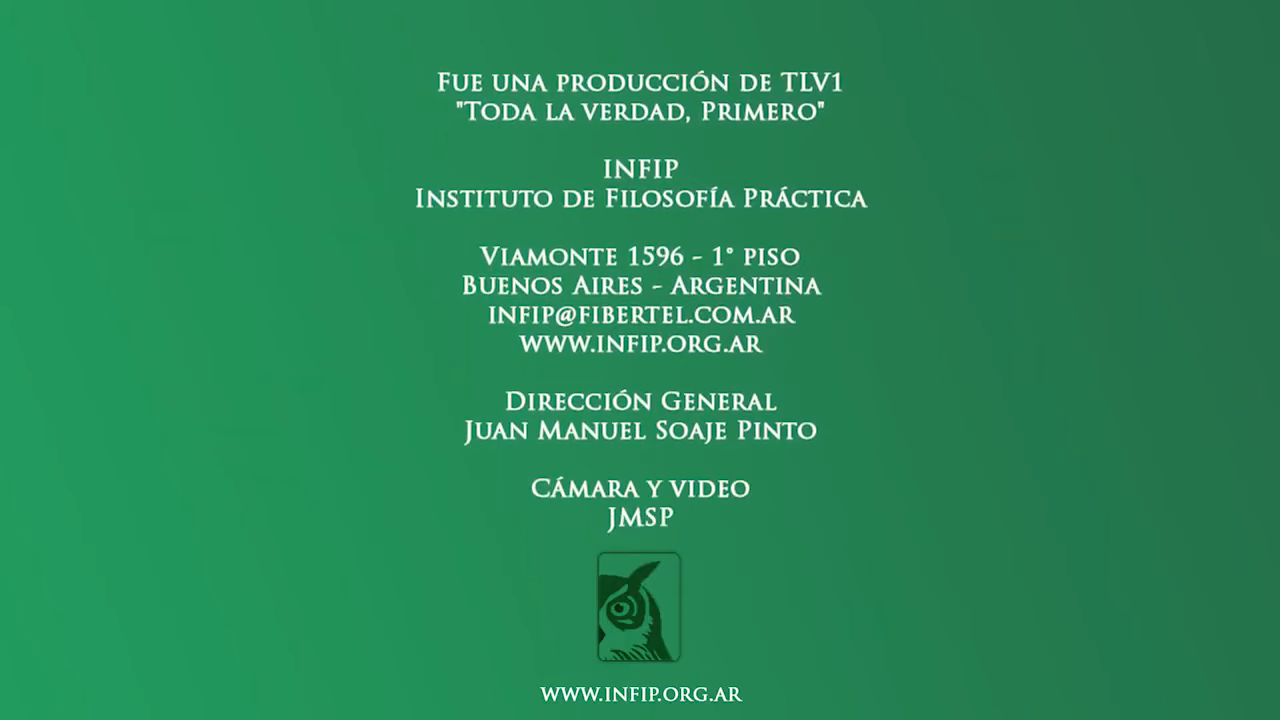 Fue una producción de TLV1
"Toda la verdad, Primero"
INFIP
Instituto de Filosofía Práctica
Viamonte 1596 - 1° piso
Buenos Aires - Argentina
infip@fibertel.com.ar
www.infip.org.ar
Dirección General
Juan Manuel Soaje Pinto
Cámara y video
JMSP
www.infip.org.ar